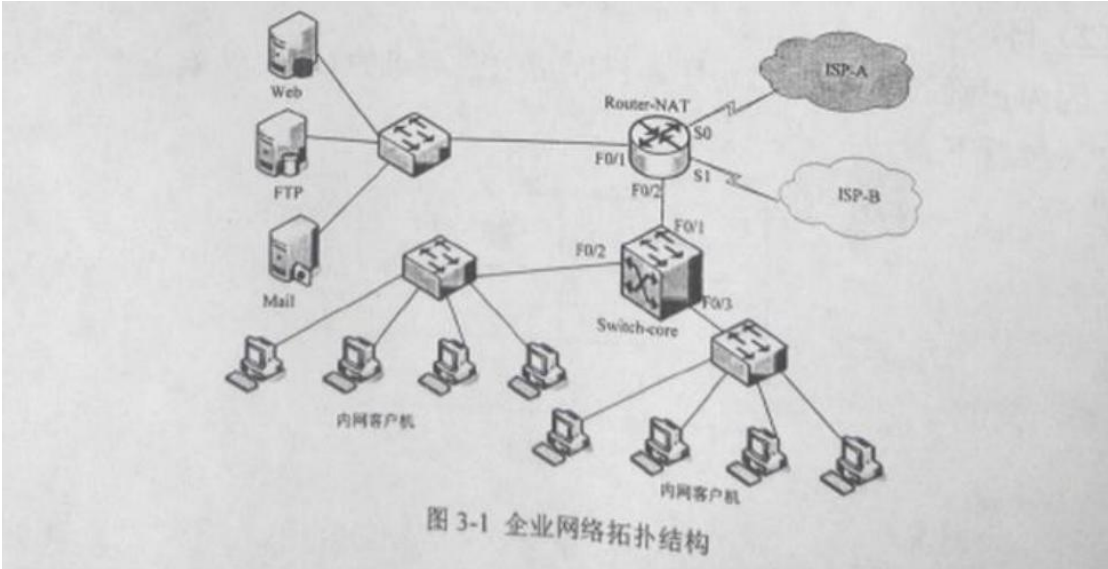 Web
ISP-A
Router-NAT
S0
F0/1
S1
FTP
F0/2
ISP-B
F0/1
F0/2
Mail
F0/3
Switch-core
内网客户机
内网客户机
图 3-1 企业网络拓扑结构